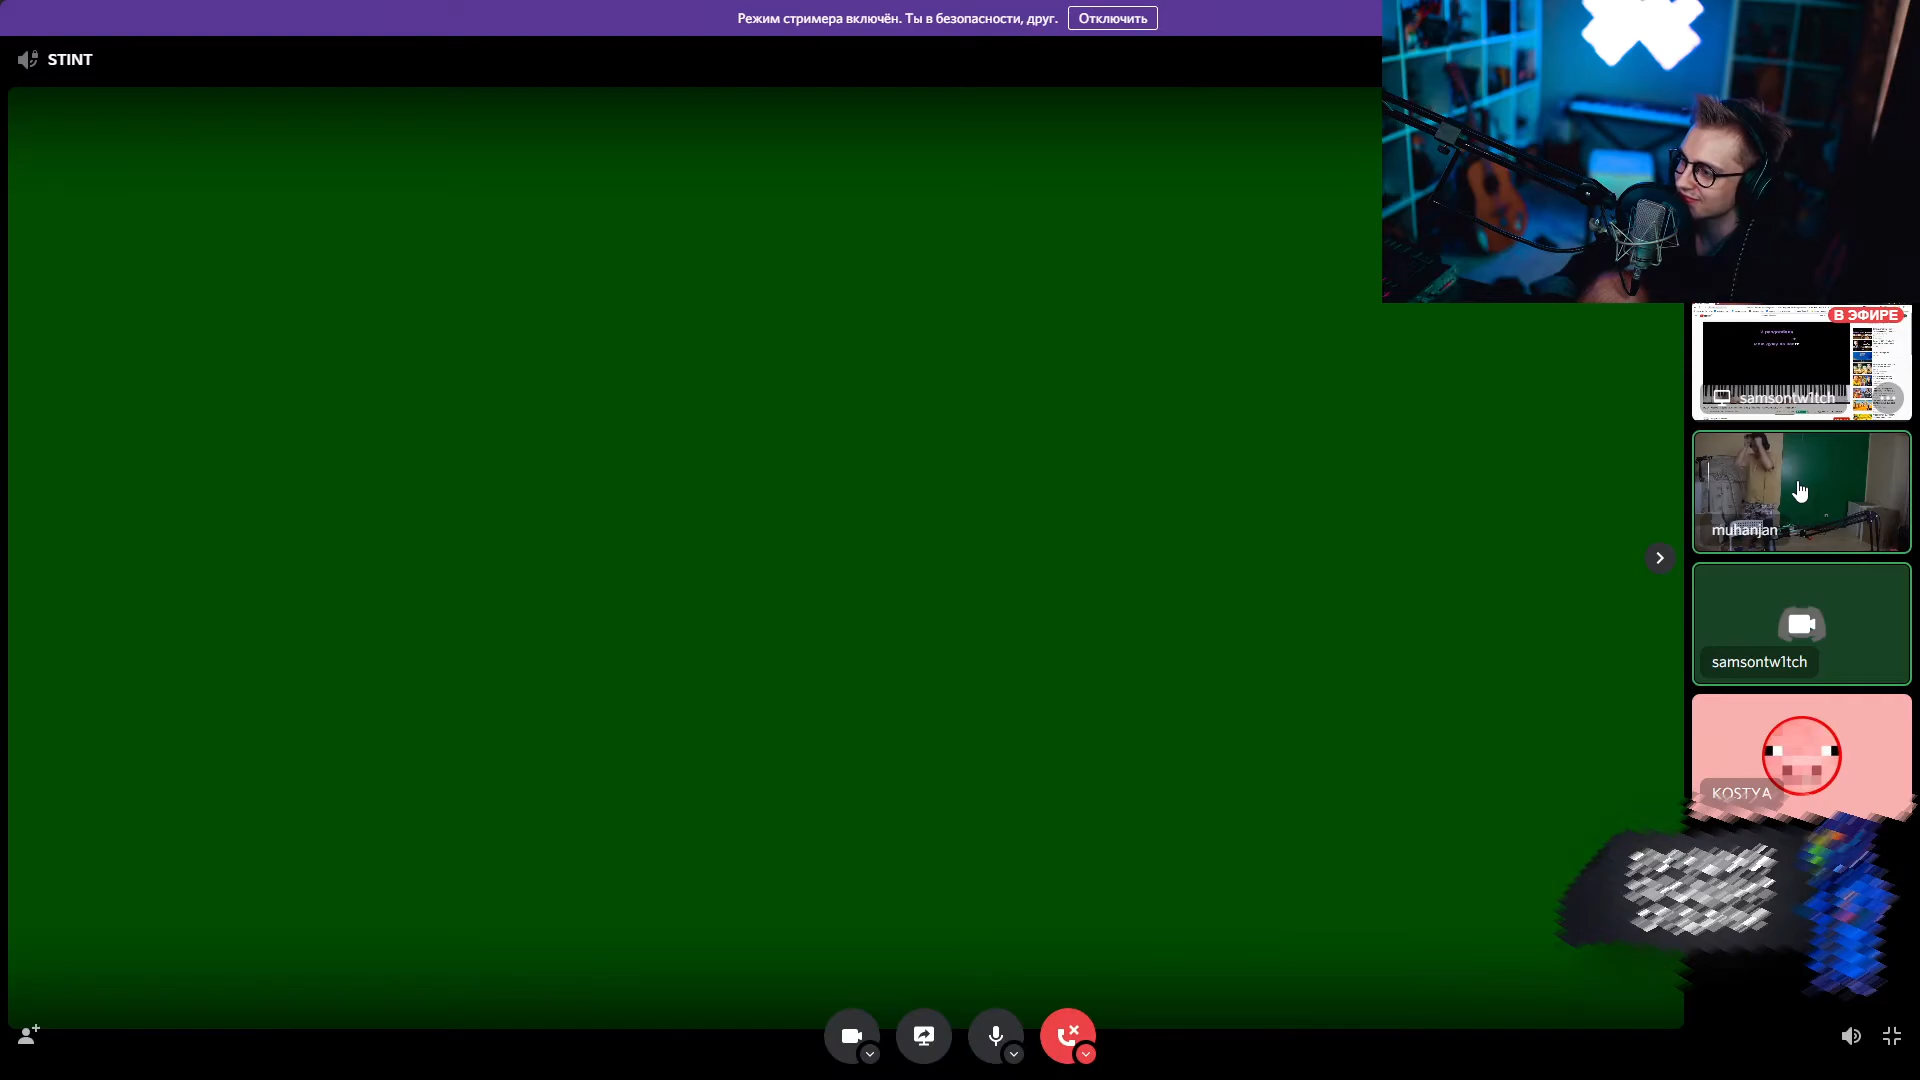 Режим стримера включён. Ты в безопасности, друг.
Отключить
STINT
В ЭФИРЕ
samsontw1tch
muhanjan
samsontw1tch
KOSTYA